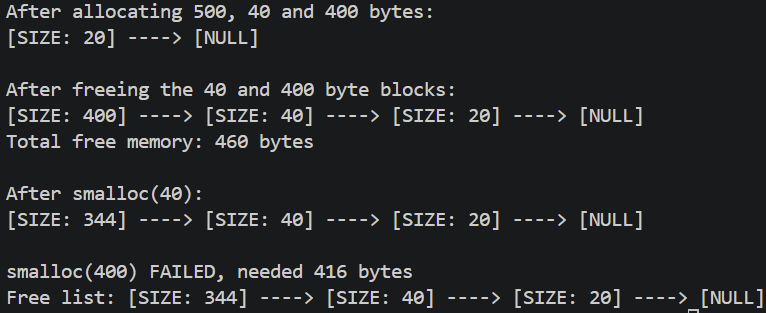 After allocating 500, 40 and 400 bytes:
[SIZE: 20] ----> [NULL]
After freeing the 40 and 400 byte blocks:
[SIZE: 400] ----> [SIZE: 40] ----> [SIZE: 20] ----> [NULL]
Total free memory: 460 bytes
After smalloc(40):
[SIZE: 344] ----> [SIZE: 40] ----> [SIZE: 20] ----> [NULL]
smalloc(400) FAILED, needed 416 bytes
Free list: [SIZE: 344] ----> [SIZE: 40] ----> [SIZE: 20] ----> [NULL]